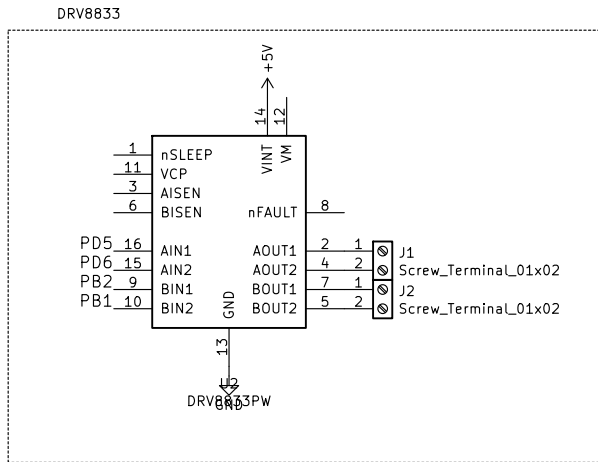 DRV8833
+5V
14 12
VINT VM
1 nSLEEP
11 VCP
3 AISEN
6 BISEN nFAULT 8
PD5 16 AIN1 AOUT1 2 1 J1
PD6 15 AIN2 AOUT2 4 2 Screw_Terminal_01x02
PB2 9 BIN1 BOUT1 7 1 J2
PB1 10 BIN2 BOUT2 5 2 Screw_Terminal_01x02
GND
13
U2
DRV8833PW
GND